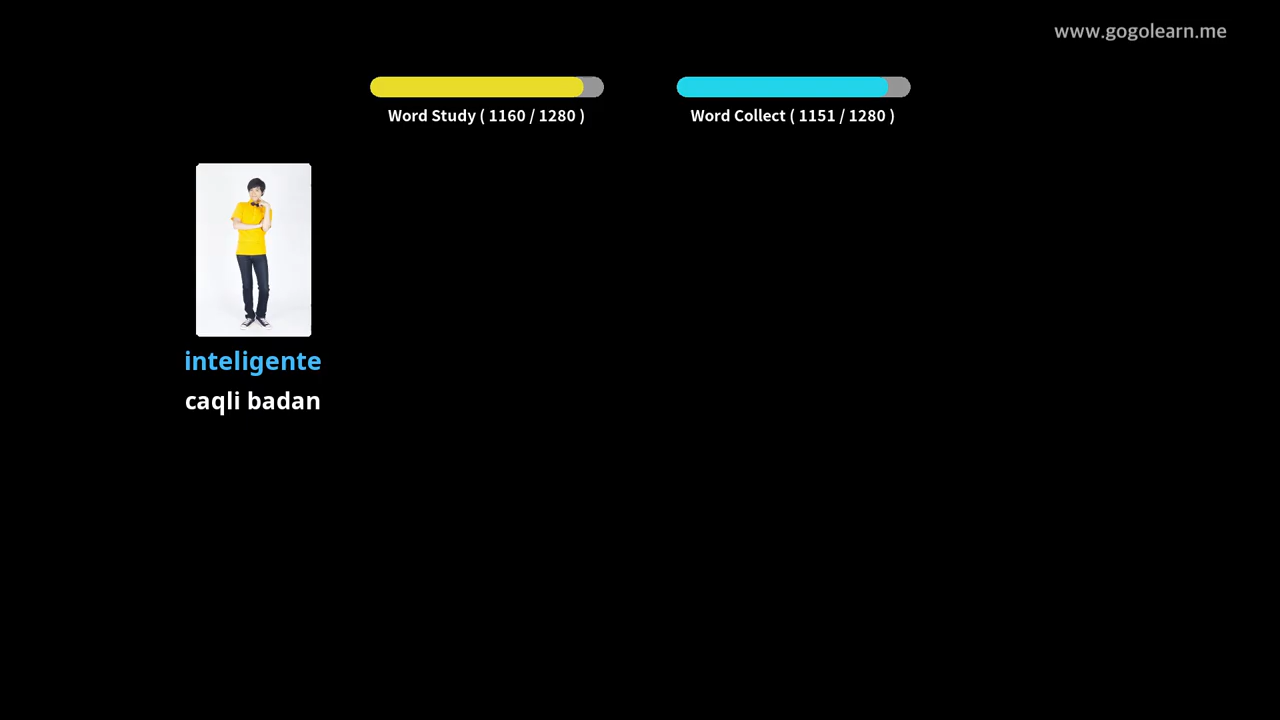 www.gogolearn.me
Word Study ( 1160 / 1280 )
Word Collect ( 1151 / 1280 )
inteligente
caqli badan